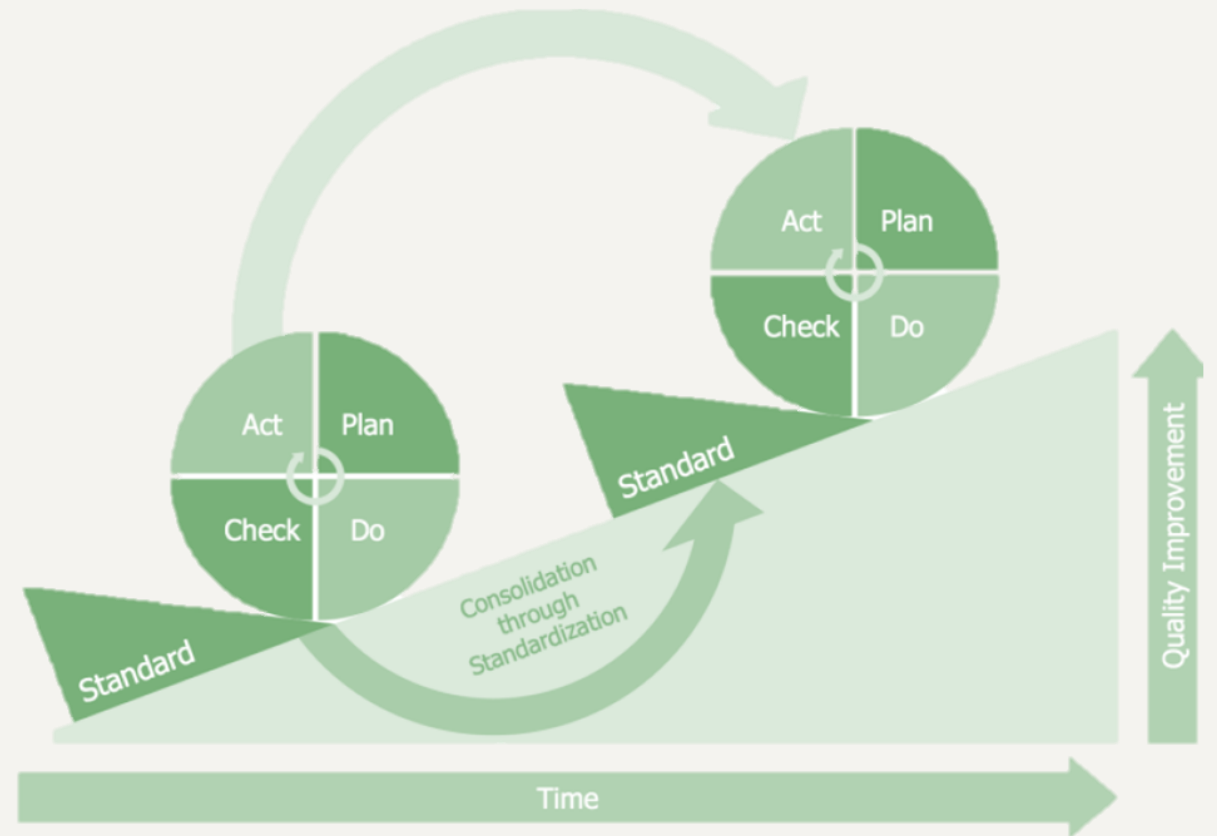 Act
Plan
Check
Do
Standard
Act
Plan
Check
Do
Standard
Consolidation
through
Standardization
Quality Improvement
Time